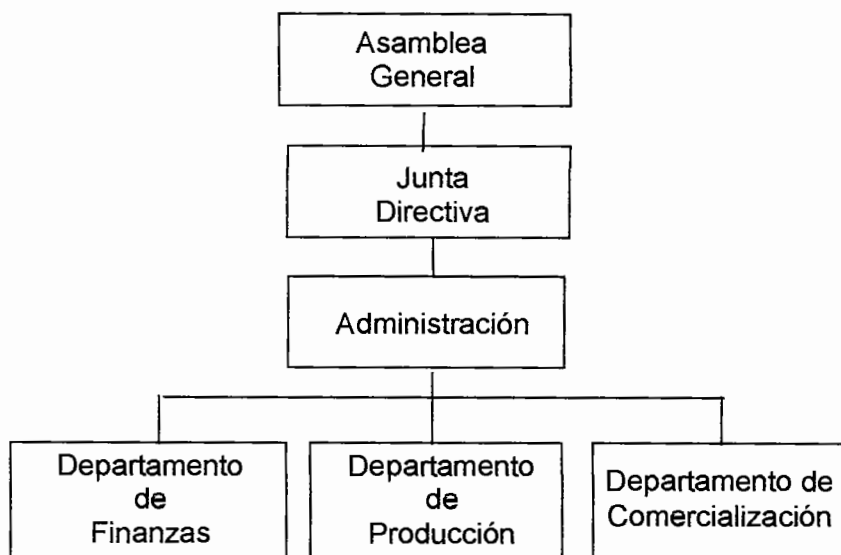 Asamblea
General
Junta
Directiva
Administración
Departamento
de
Finanzas
Departamento
de
Producción
Departamento de
Comercialización